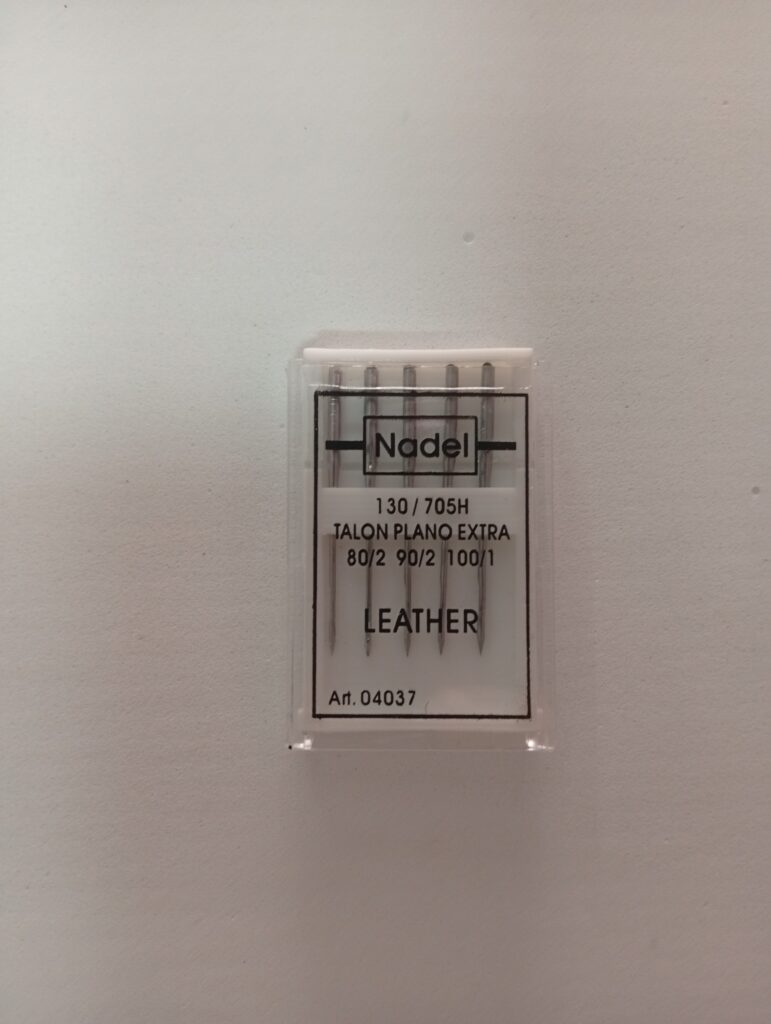 Nadel
130 / 705H
TALON PLANO EXTRA
80/2 90/2 100/1
LEATHER
Art. 04037